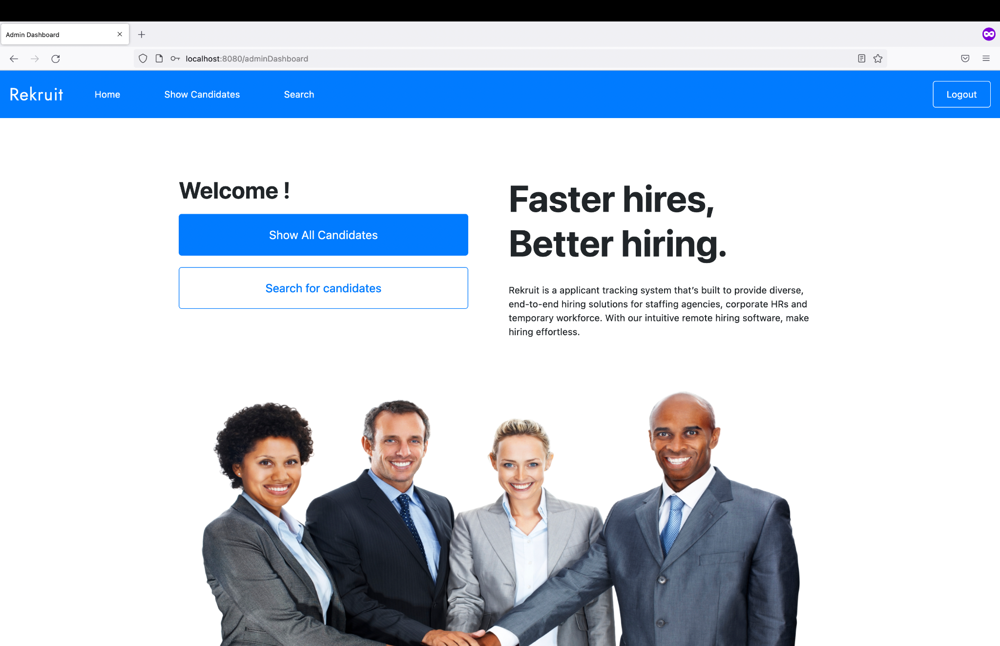 Admin Dashboard
localhost:8080/adminDashboard
Rekruit
Home
Show Candidates
Search
Logout
Welcome !
Show All Candidates
Search for candidates
Faster hires,
Better hiring.
Rekruit is a applicant tracking system that’s built to provide diverse,
end-to-end hiring solutions for staffing agencies, corporate HRs and
temporary workforce. With our intuitive remote hiring software, make
hiring effortless.